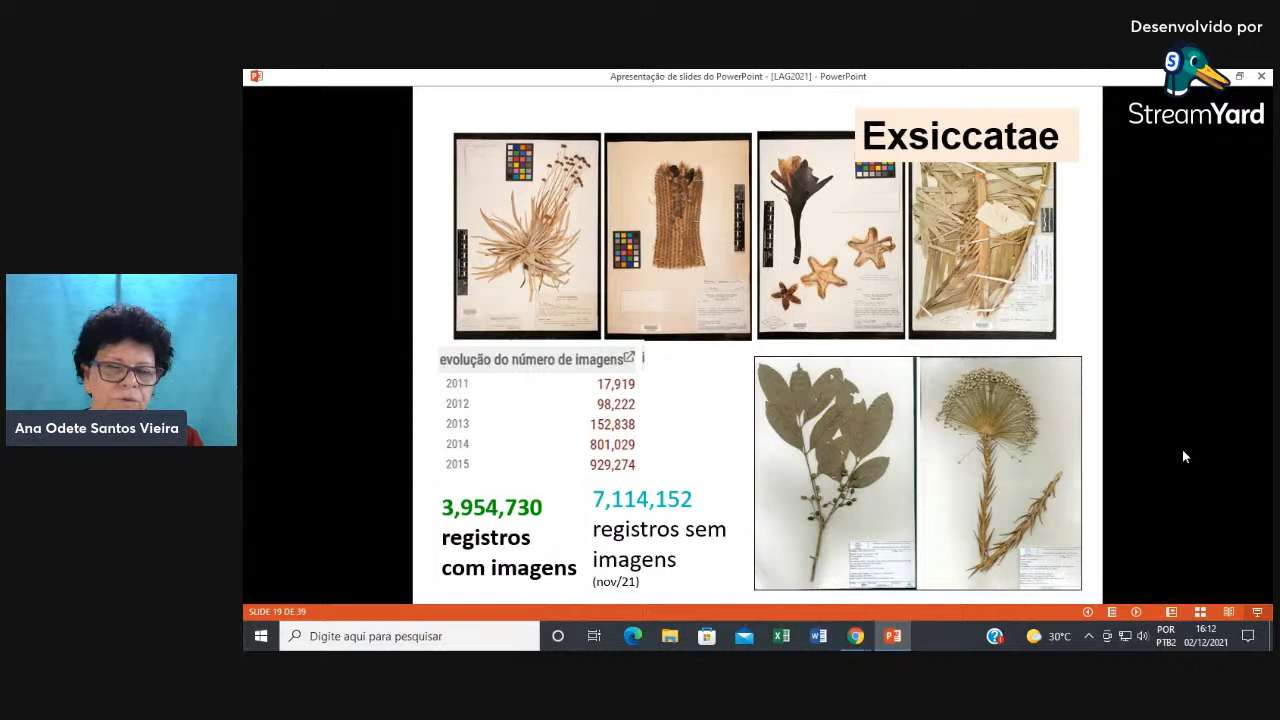 Desenvolvido por
StreamYard
Apresentação de slides do PowerPoint - [LAG2021] - PowerPoint
Exsiccatae
evolução do número de imagens
2011 17,919
2012 98,222
2013 152,838
2014 801,029
2015 929,274
3,954,730
registros
com imagens
7,114,152
registros sem
imagens
(nov/21)
Ana Odete Santos Vieira
SLIDE 19 DE 39
Digite aqui para pesquisar
30°C
POR
PTB2
16:12
02/12/2021